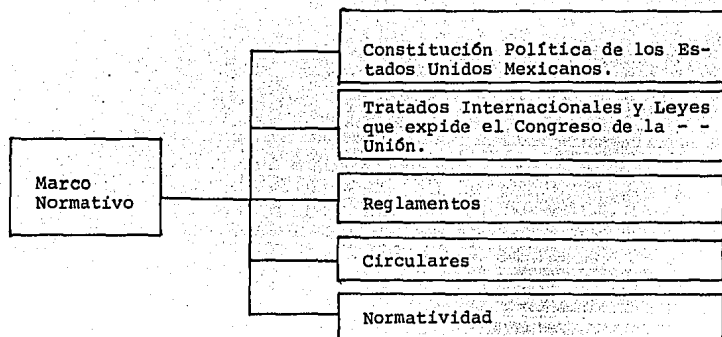 Constitución Política de los Es-
tados Unidos Mexicanos.
Tratados Internacionales y Leyes
que expide el Congreso de la - -
Unión.
Marco
Normativo
Reglamentos
Circulares
Normatividad